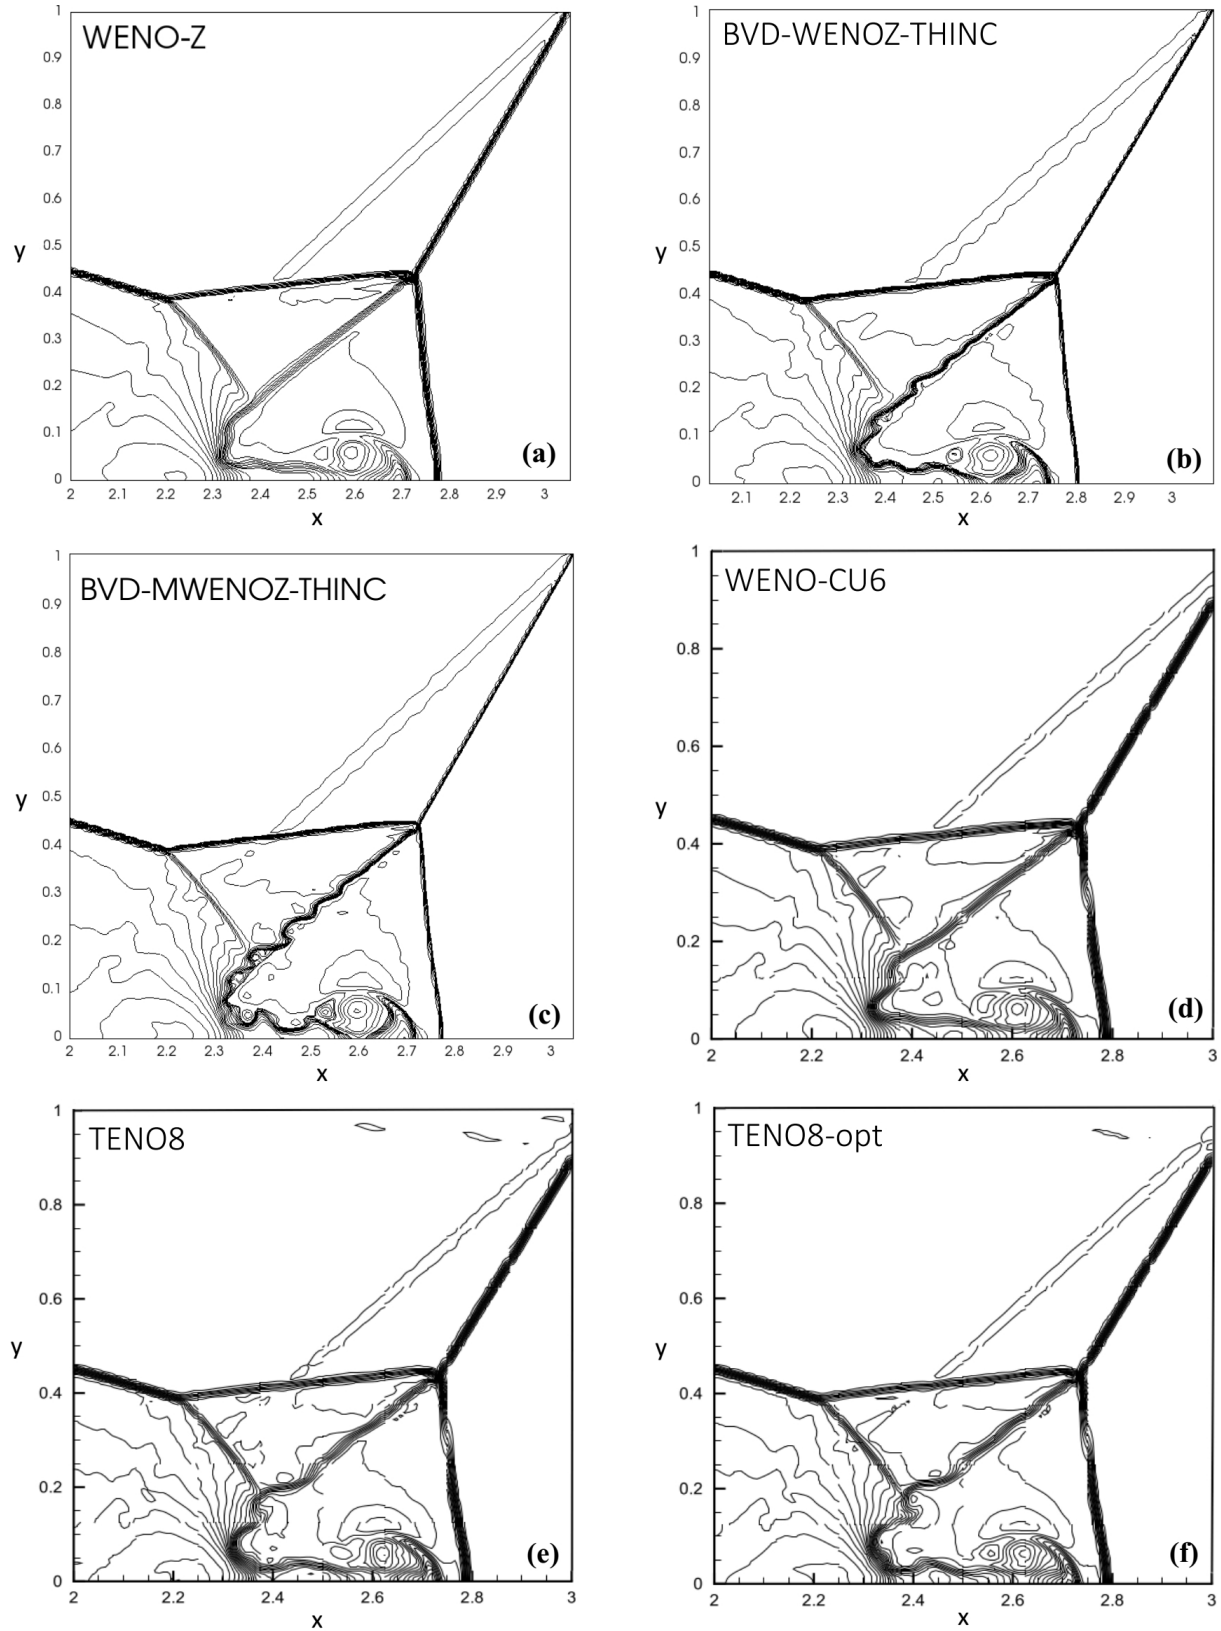 WENO-Z
1
0.9
0.8
0.7
0.6
0.5
0.4
0.3
0.2
0.1
0
y
2 2.1 2.2 2.3 2.4 2.5 2.6 2.7 2.8 2.9 3
x
(a)
BVD-WENOZ-THINC
1
0.9
0.8
0.7
0.6
0.5
0.4
0.3
0.2
0.1
0
y
2.1 2.2 2.3 2.4 2.5 2.6 2.7 2.8 2.9 3
x
(b)
BVD-MWENOZ-THINC
1
0.9
0.8
0.7
0.6
0.5
0.4
0.3
0.2
0.1
0
y
2 2.1 2.2 2.3 2.4 2.5 2.6 2.7 2.8 2.9 3
x
(c)
WENO-CU6
1
0.8
0.6
0.4
0.2
0
y
2 2.2 2.4 2.6 2.8 3
x
(d)
TENO8
1
0.8
0.6
0.4
0.2
0
y
2 2.2 2.4 2.6 2.8 3
x
(e)
TENO8-opt
1
0.8
0.6
0.4
0.2
0
y
2 2.2 2.4 2.6 2.8 3
x
(f)